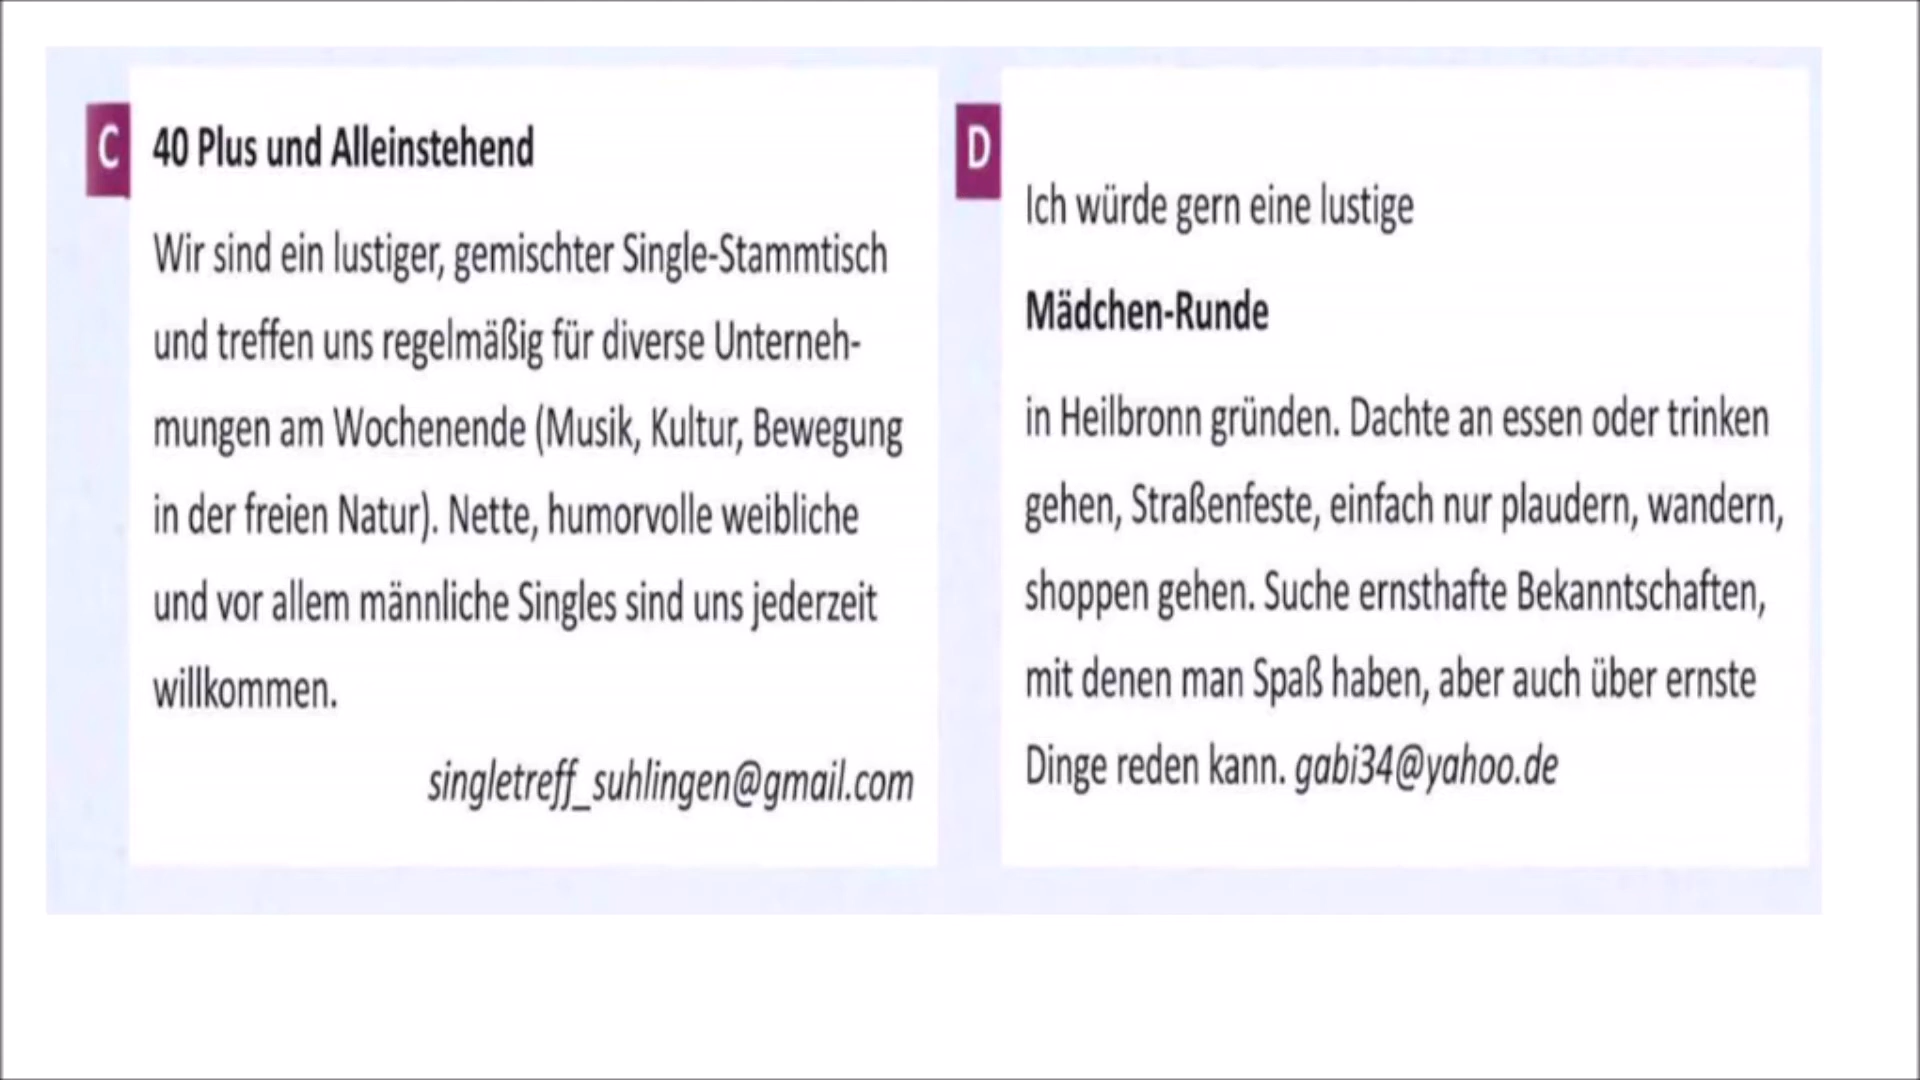 C
40 Plus und Alleinstehend
Wir sind ein lustiger, gemischter Single-Stammtisch
und treffen uns regelmäßig für diverse Unterneh-
mungen am Wochenende (Musik, Kultur, Bewegung
in der freien Natur). Nette, humorvolle weibliche
und vor allem männliche Singles sind uns jederzeit
willkommen.
singletreff_suhlingen@gmail.com
D
Ich würde gern eine lustige
Mädchen-Runde
in Heilbronn gründen. Dachte an essen oder trinken
gehen, Straßenfeste, einfach nur plaudern, wandern,
shoppen gehen. Suche ernsthafte Bekanntschaften,
mit denen man Spaß haben, aber auch über ernste
Dinge reden kann. gabi34@yahoo.de